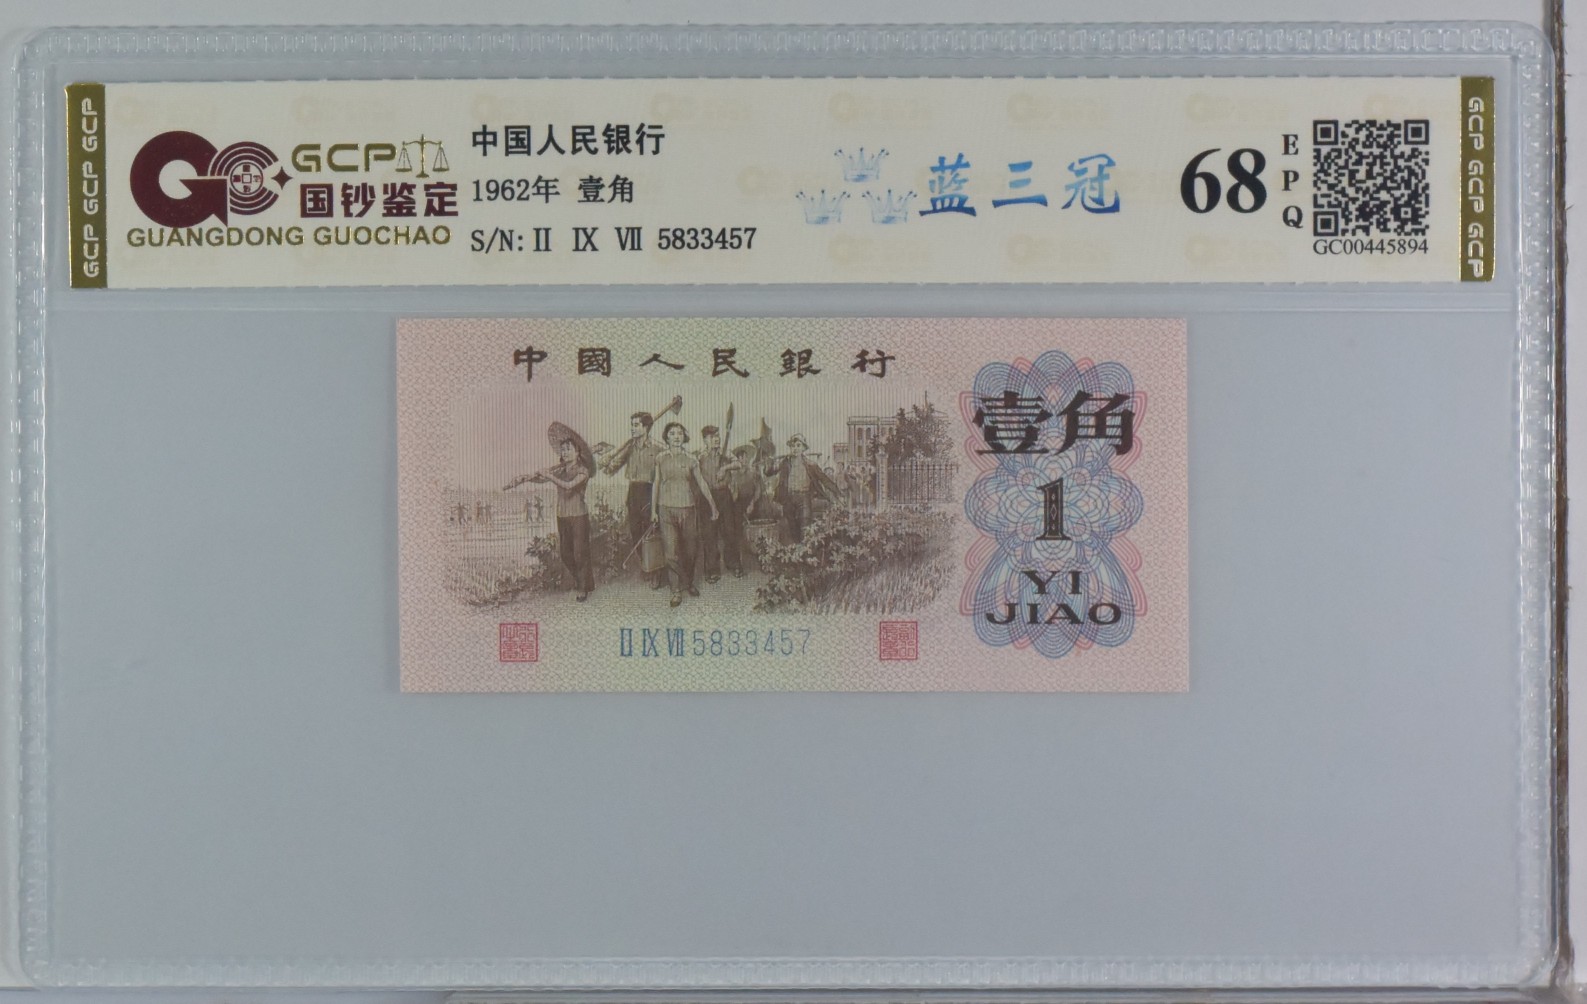 GCP GCP GCP
GCP
国钞鉴定
GUANGDONG GUOCHAO
中国人民银行
1962年 壹角
S/N: II IX VII 5833457
蓝三冠
68
EPQ
GC00445894
GCP GCP GCP
中國人民銀行
壹角
1
YI
JIAO
II IX VII 5833457